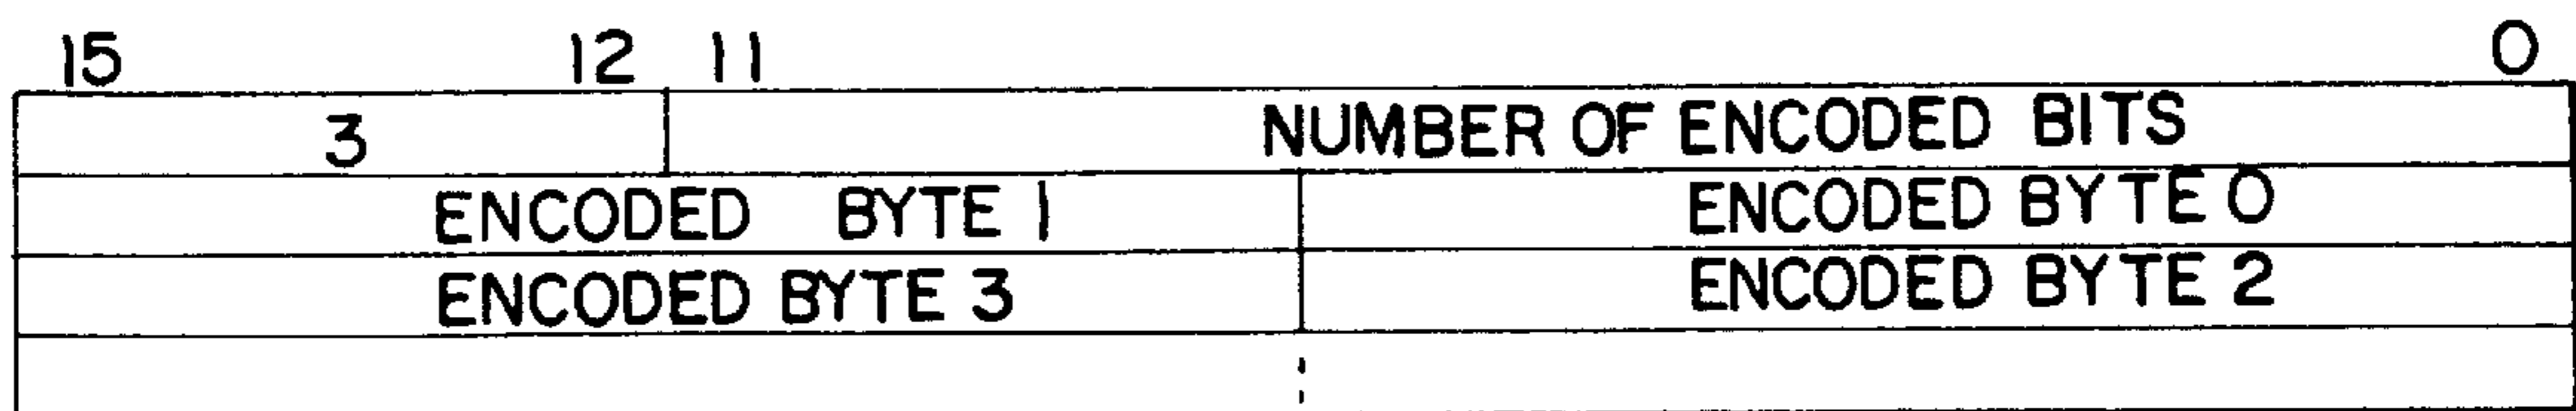 15 12 11 0
3 NUMBER OF ENCODED BITS
ENCODED BYTE 1 ENCODED BYTE 0
ENCODED BYTE 3 ENCODED BYTE 2